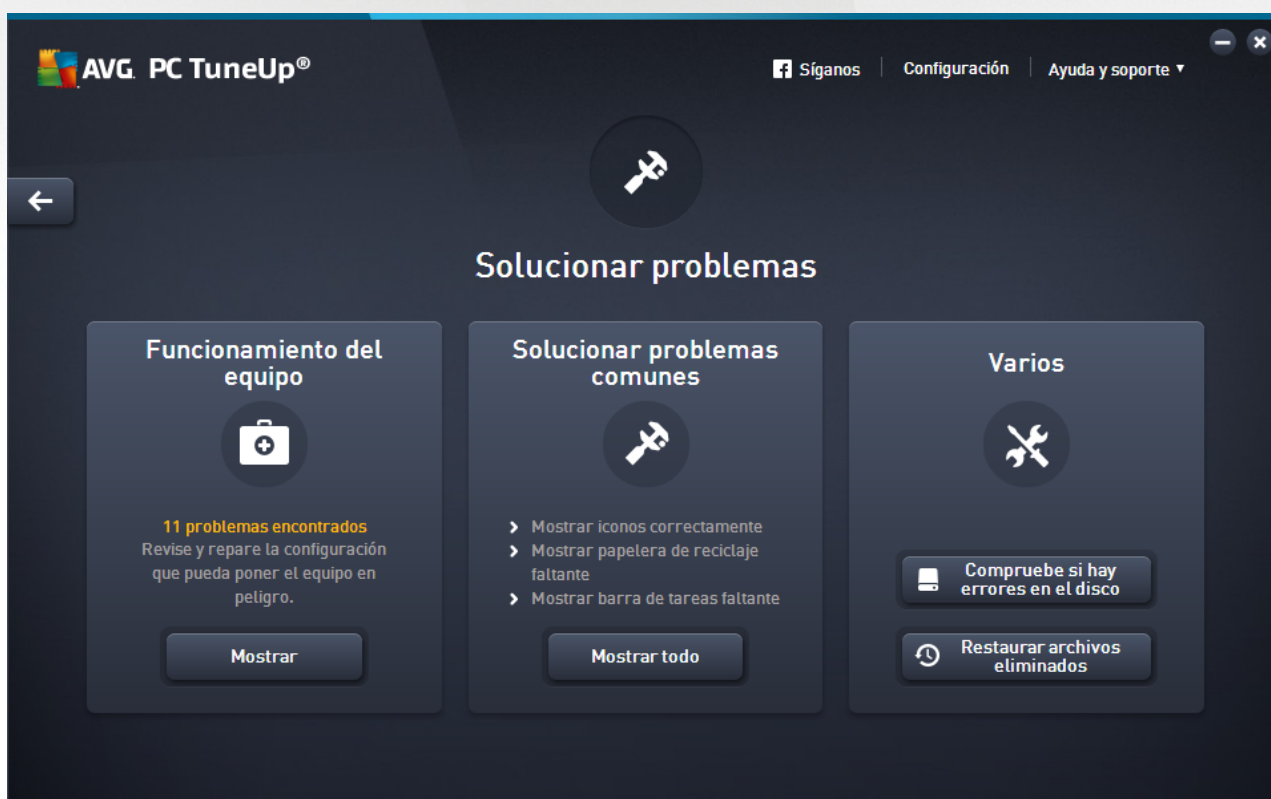 AVG. PC TuneUp®
Síganos
Configuración
Ayuda y soporte
Solucionar problemas
Funcionamiento del
equipo
11 problemas encontrados
Revise y repare la configuración
que pueda poner el equipo en
peligro.
Mostrar
Solucionar problemas
comunes
Mostrar iconos correctamente
Mostrar papelera de reciclaje
faltante
Mostrar barra de tareas faltante
Mostrar todo
Varios
Compruebe si hay
errores en el disco
Restaurar archivos
eliminados